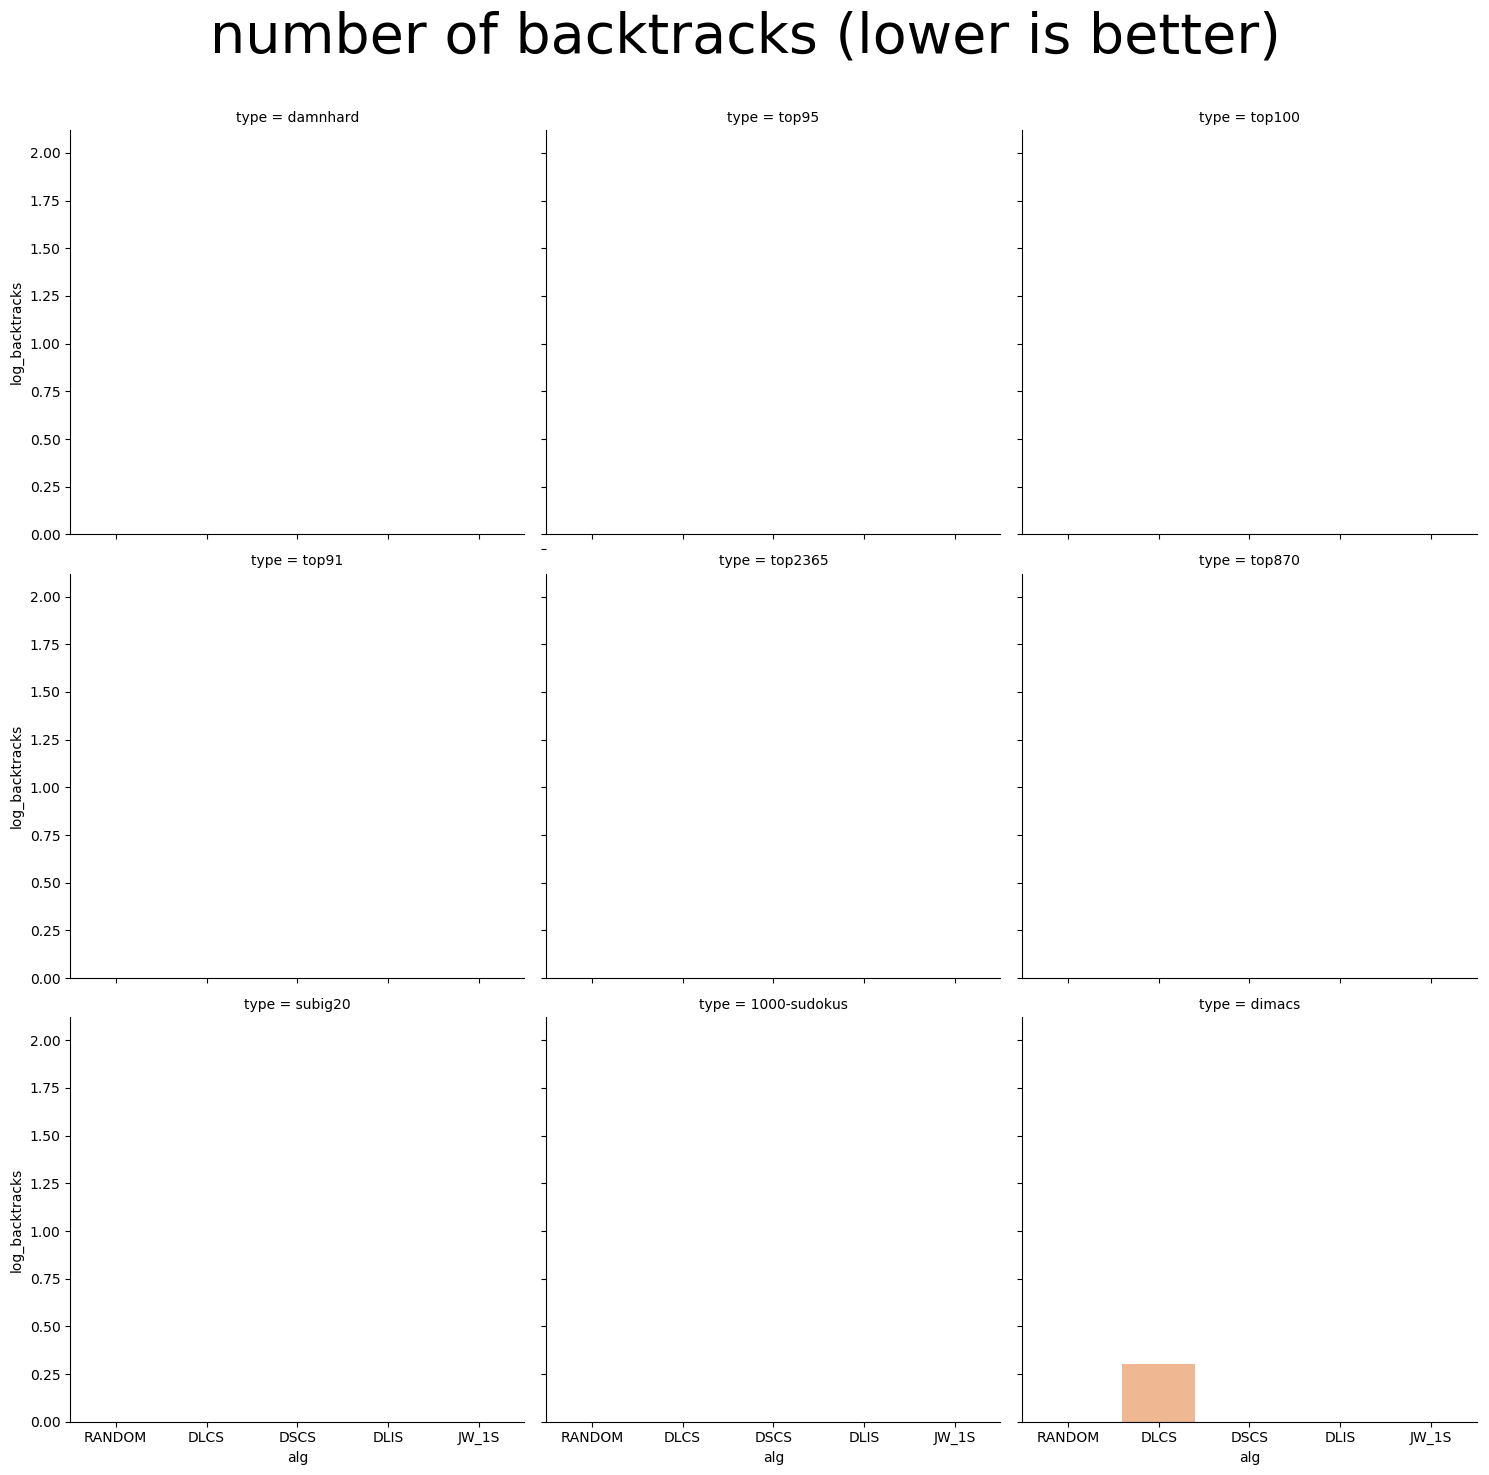 number of backtracks (lower is better)
type = damnhard
type = top95
type = top100
2.00
1.75
1.50
1.25
1.00
0.75
0.50
0.25
0.00
log_backtracks
type = top91
type = top2365
type = top870
2.00
1.75
1.50
1.25
1.00
0.75
0.50
0.25
0.00
log_backtracks
type = subig20
type = 1000-sudokus
type = dimacs
2.00
1.75
1.50
1.25
1.00
0.75
0.50
0.25
0.00
log_backtracks
RANDOM DLCS DSCS DLIS JW_1S
alg
RANDOM DLCS DSCS DLIS JW_1S
alg
RANDOM DLCS DSCS DLIS JW_1S
alg